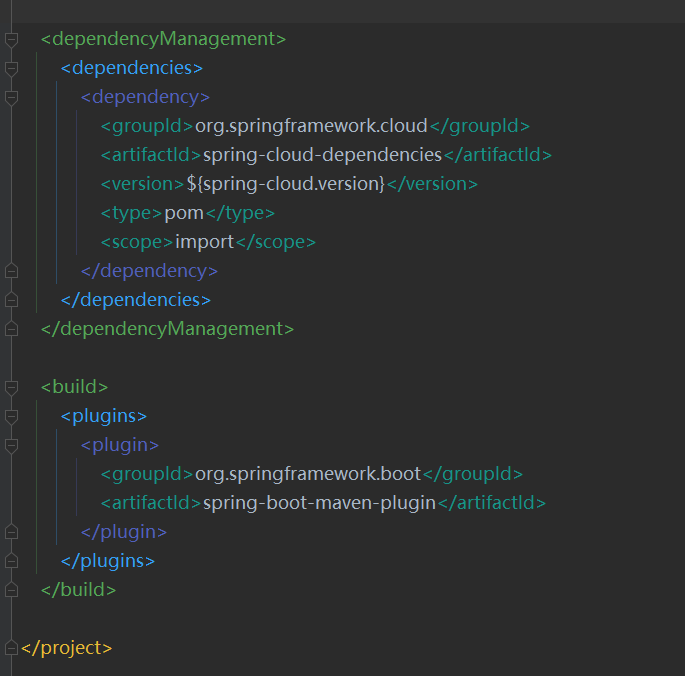 <dependencyManagement>
<dependencies>
<dependency>
<groupId>org.springframework.cloud</groupId>
<artifactId>spring-cloud-dependencies</artifactId>
<version>${spring-cloud.version}</version>
<type>pom</type>
<scope>import</scope>
</dependency>
</dependencies>
</dependencyManagement>
<build>
<plugins>
<plugin>
<groupId>org.springframework.boot</groupId>
<artifactId>spring-boot-maven-plugin</artifactId>
</plugin>
</plugins>
</build>
</project>